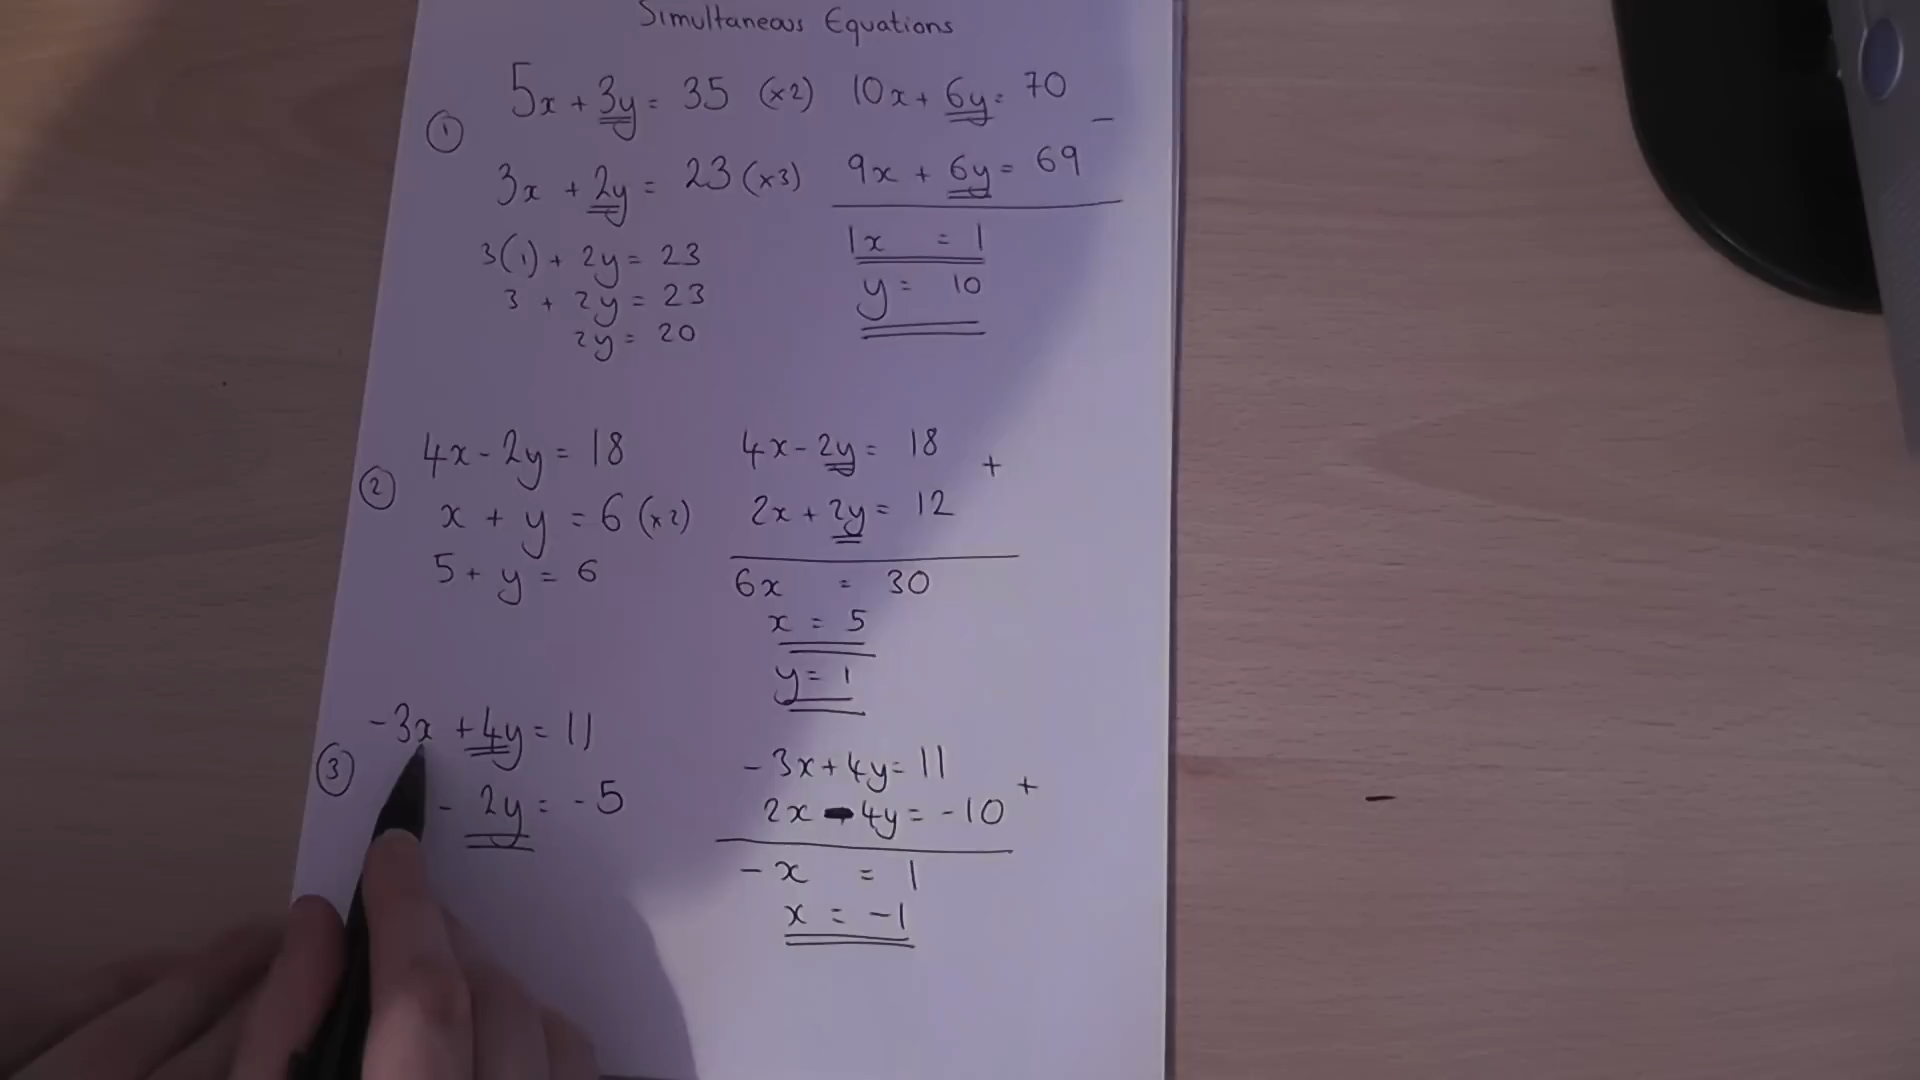 Simultaneous Equations
① 5x + 3y = 35 (×2) 10x + 6y = 70 -
3x + 2y = 23 (×3) 9x + 6y = 69
3(1) + 2y = 23 1x = 1
3 + 2y = 23 y = 10
2y = 20
② 4x - 2y = 18 4x - 2y = 18 +
x + y = 6 (×2) 2x + 2y = 12
5 + y = 6 6x = 30
x = 5
y = 1
③ -3x + 4y = 11 -3x + 4y = 11 +
- 2y = -5 2x - 4y = -10
-x = 1
x = -1